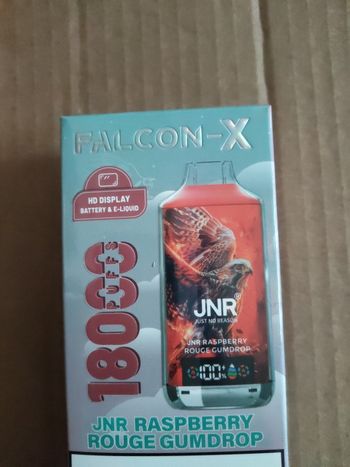 FALCON-X
HD DISPLAY
BATTERY & E-LIQUID
18000
PUFFS
JNR
JUST NO REASON
JNR RASPBERRY
ROUGE GUMDROP
100%
JNR RASPBERRY
ROUGE GUMDROP